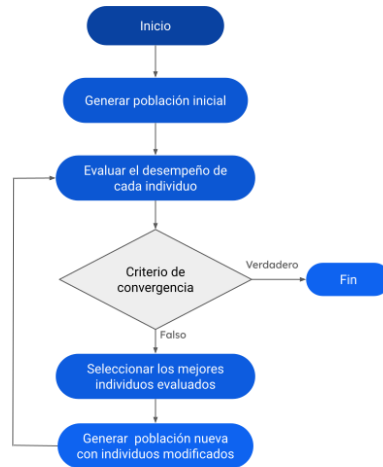 Inicio
Generar población inicial
Evaluar el desempeño de
cada individuo
Criterio de
convergencia
Verdadero
Fin
Falso
Seleccionar los mejores
individuos evaluados
Generar población nueva
con individuos modificados